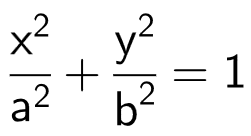 x²/a² + y²/b² = 1